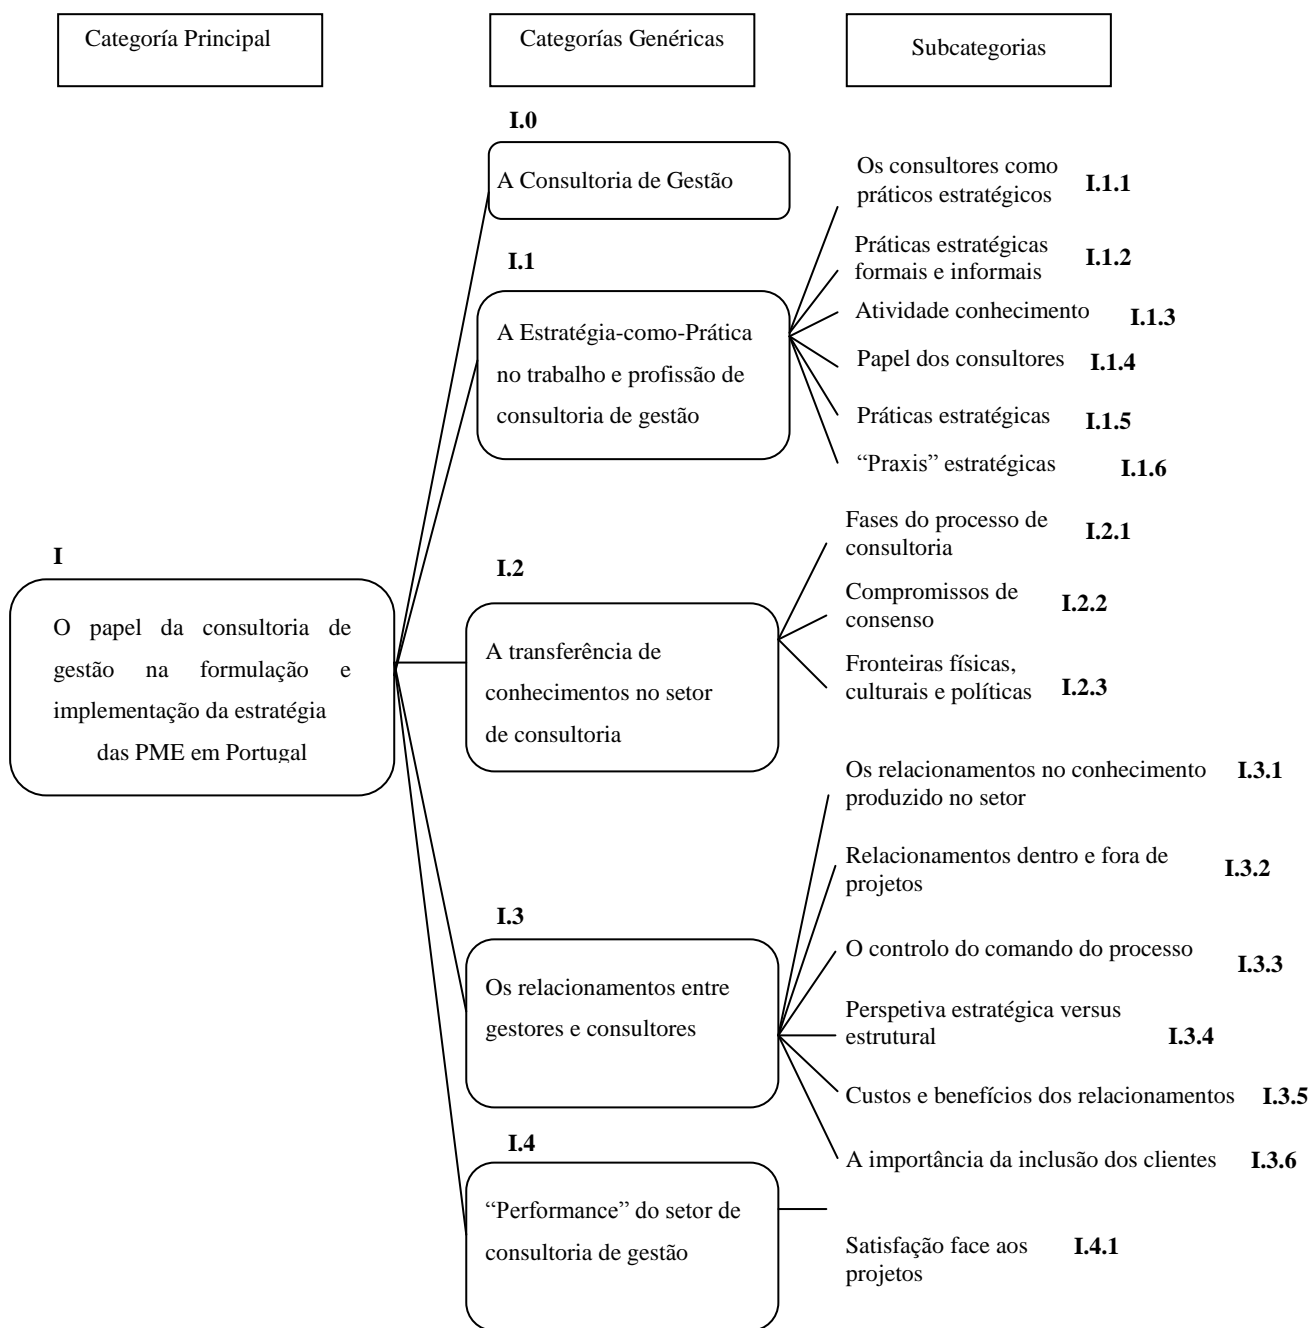 Categoría Principal
Categorías Genéricas
Subcategorias
I.0
A Consultoria de Gestão
I.1
A Estratégia-como-Prática
no trabalho e profissão de
consultoria de gestão
Os consultores como
práticos estratégicos
I.1.1
Práticas estratégicas
formais e informais
I.1.2
Atividade conhecimento
I.1.3
Papel dos consultores
I.1.4
Práticas estratégicas
I.1.5
“Praxis” estratégicas
I.1.6
I
O papel da consultoria de
gestão na formulação e
implementação da estratégia
das PME em Portugal
I.2
A transferência de
conhecimentos no setor
de consultoria
Fases do processo de
consultoria
I.2.1
Compromissos de
consenso
I.2.2
Fronteiras físicas,
culturais e políticas
I.2.3
I.3
Os relacionamentos entre
gestores e consultores
Os relacionamentos no conhecimento
produzido no setor
I.3.1
Relacionamentos dentro e fora de
projetos
I.3.2
O controlo do comando do processo
I.3.3
Perspetiva estratégica versus
estrutural
I.3.4
Custos e benefícios dos relacionamentos
I.3.5
A importância da inclusão dos clientes
I.3.6
I.4
“Performance” do setor de
consultoria de gestão
Satisfação face aos
projetos
I.4.1